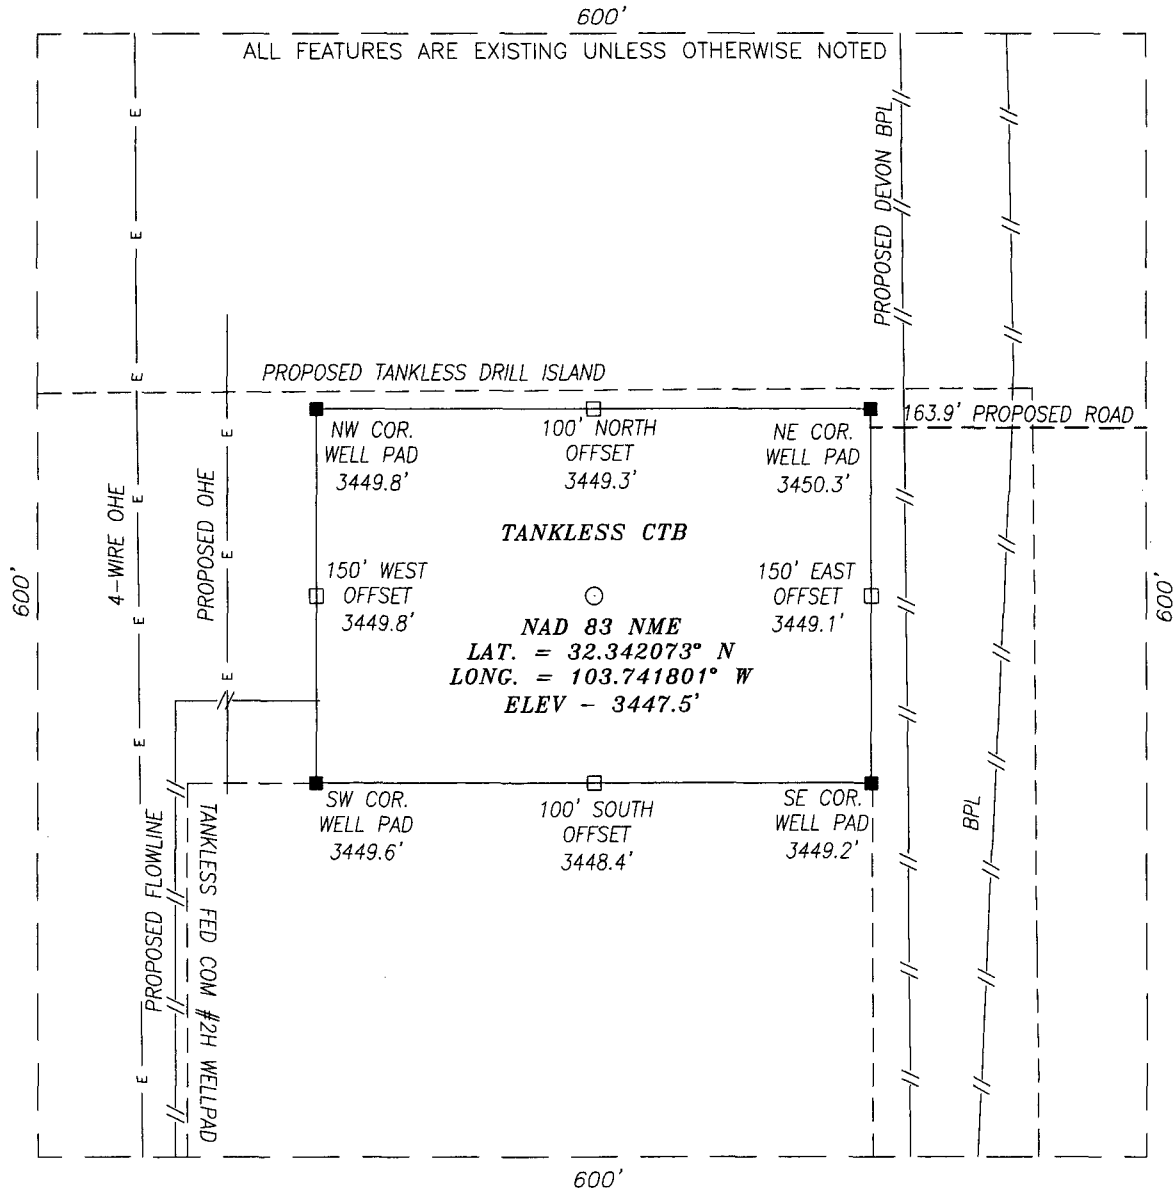 600'
ALL FEATURES ARE EXISTING UNLESS OTHERWISE NOTED
E
E
E
PROPOSED DEVON BPL
PROPOSED TANKLESS DRILL ISLAND
163.9' PROPOSED ROAD
NW COR.
WELL PAD
3449.8'
100' NORTH
OFFSET
3449.3'
NE COR.
WELL PAD
3450.3'
4-WIRE OHE
E
E
E
PROPOSED OHE
E
E
E
TANKLESS CTB
600'
150' WEST
OFFSET
3449.8'
150' EAST
OFFSET
3449.1'
600'
NAD 83 NME
LAT. = 32.342073° N
LONG. = 103.741801° W
ELEV - 3447.5'
SW COR.
WELL PAD
3449.6'
100' SOUTH
OFFSET
3448.4'
SE COR.
WELL PAD
3449.2'
BPL
PROPOSED FLOWLINE
TANKLESS FED COM #2H WELLPAD
E
600'